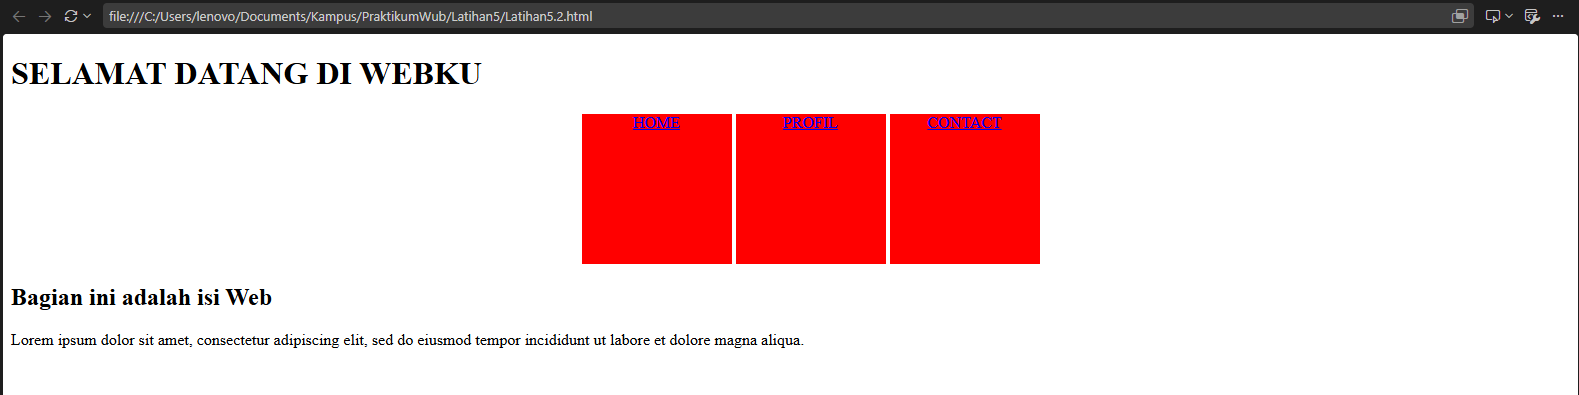 file:///C:/Users/lenovo/Documents/Kampus/PraktikumWub/Latihan5/Latihan5.2.html
SELAMAT DATANG DI WEBKU
HOME PROFIL CONTACT
Bagian ini adalah isi Web
Lorem ipsum dolor sit amet, consectetur adipiscing elit, sed do eiusmod tempor incididunt ut labore et dolore magna aliqua.